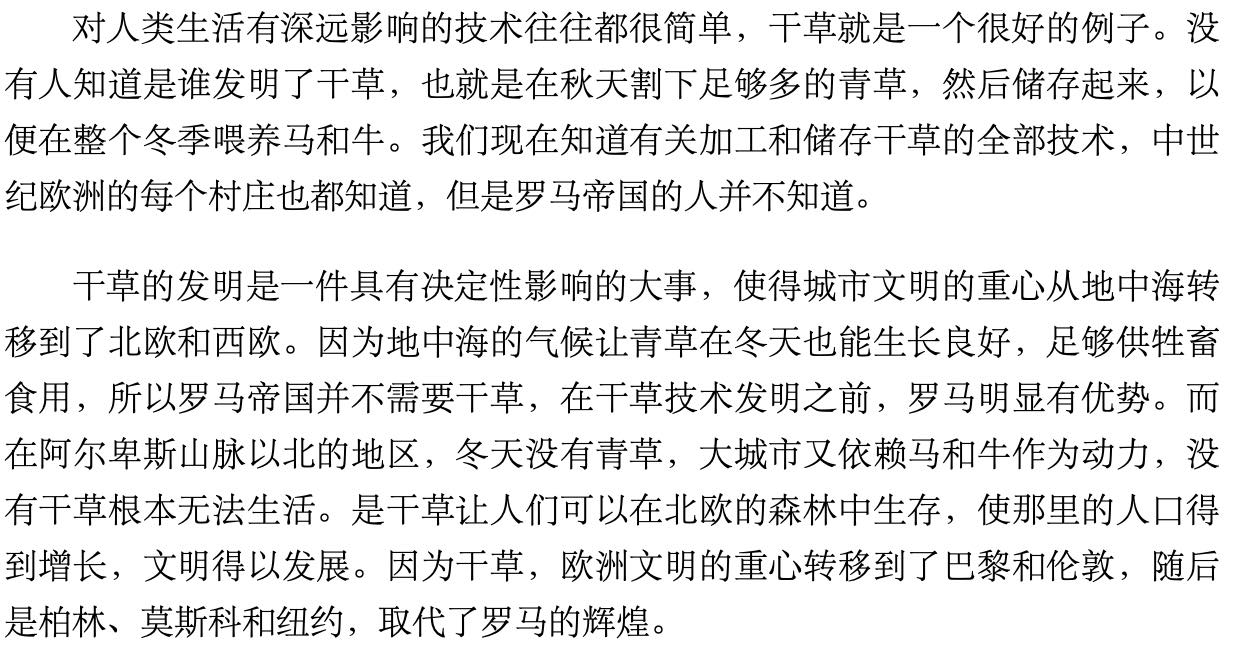 对人类生活有深远影响的技术往往都很简单，干草就是一个很好的例子。没
有人知道是谁发明了干草，也就是在秋天割下足够多的青草，然后储存起来，以
便在整个冬季喂养马和牛。我们现在知道有关加工和储存干草的全部技术，中世
纪欧洲的每个村庄也都知道，但是罗马帝国的人并不知道。
干草的发明是一件具有决定性影响的大事，使得城市文明的重心从地中海转
移到了北欧和西欧。因为地中海的气候让青草在冬天也能生长良好，足够供牲畜
食用，所以罗马帝国并不需要干草，在干草技术发明之前，罗马明显有优势。而
在阿尔卑斯山脉以北的地区，冬天没有青草，大城市又依赖马和牛作为动力，没
有干草根本无法生活。是干草让人们可以在北欧的森林中生存，使那里的人口得
到增长，文明得以发展。因为干草，欧洲文明的重心转移到了巴黎和伦敦，随后
是柏林、莫斯科和纽约，取代了罗马的辉煌。